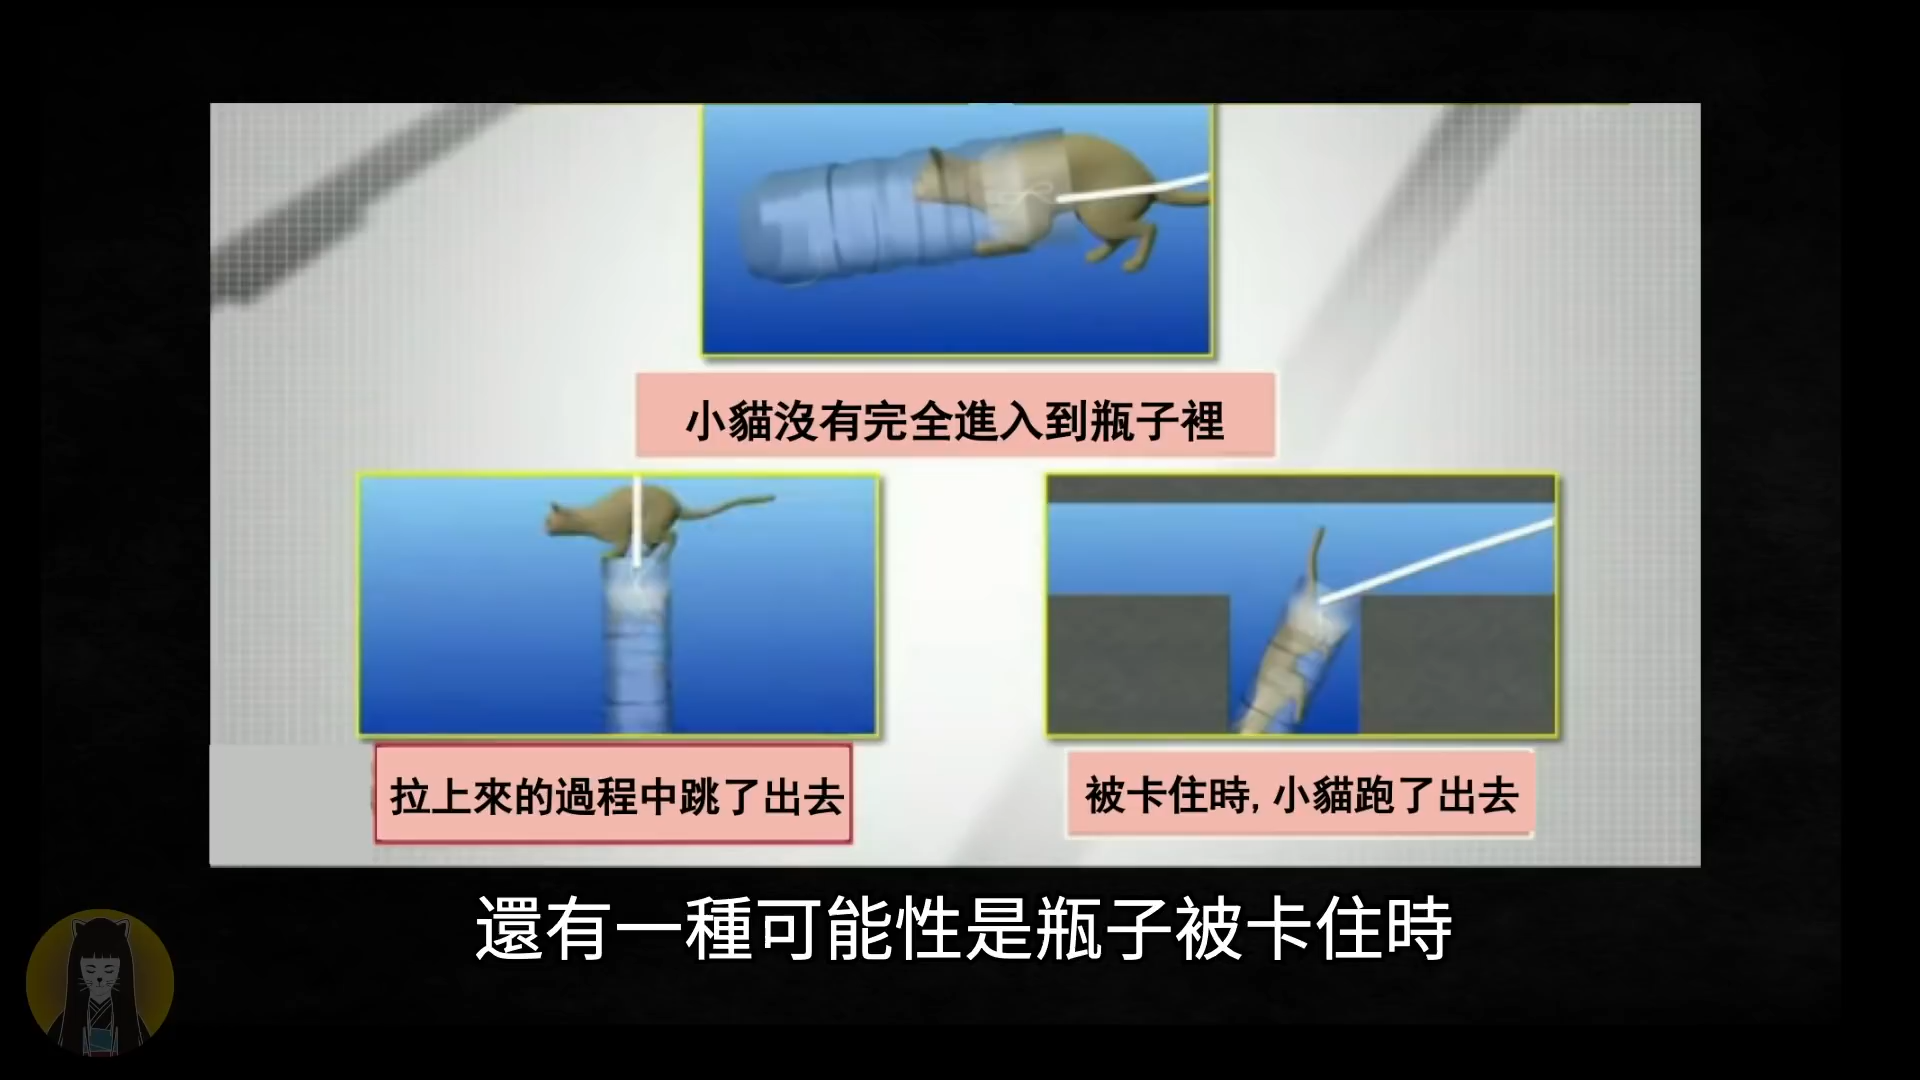 小貓沒有完全進入到瓶子裡
拉上來的過程中跳了出去
被卡住時,小貓跑了出去
還有一種可能性是瓶子被卡住時